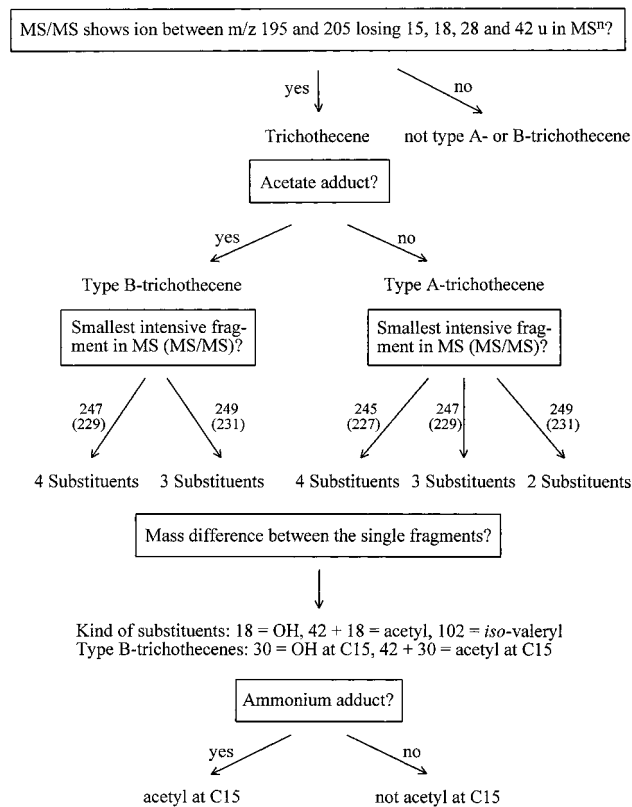 MS/MS shows ion between m/z 195 and 205 losing 15, 18, 28 and 42 u in MSⁿ?
yes
no
Trichothecene
not type A- or B-trichothecene
Acetate adduct?
yes
no
Type B-trichothecene
Type A-trichothecene
Smallest intensive frag-
ment in MS (MS/MS)?
Smallest intensive frag-
ment in MS (MS/MS)?
247
(229)
249
(231)
245
(227)
247
(229)
249
(231)
4 Substituents
3 Substituents
4 Substituents
3 Substituents
2 Substituents
Mass difference between the single fragments?
Kind of substituents: 18 = OH, 42 + 18 = acetyl, 102 = iso-valeryl
Type B-trichothecenes: 30 = OH at C15, 42 + 30 = acetyl at C15
Ammonium adduct?
yes
no
acetyl at C15
not acetyl at C15